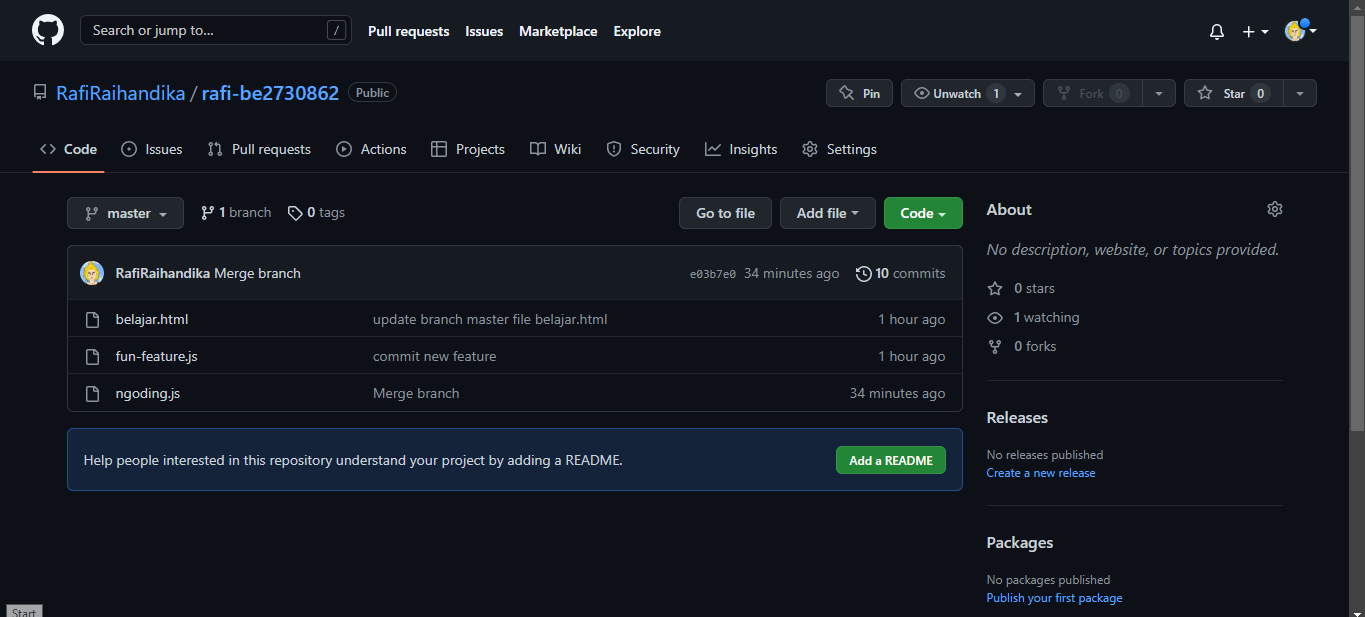 Search or jump to... /
Pull requests Issues Marketplace Explore
RafiRaihandika / rafi-be2730862 Public
Pin Unwatch 1 Fork 0 Star 0
Code Issues Pull requests Actions Projects Wiki Security Insights Settings
master 1 branch 0 tags Go to file Add file Code
RafiRaihandika Merge branch e03b7e0 34 minutes ago 10 commits
belajar.html update branch master file belajar.html 1 hour ago
fun-feature.js commit new feature 1 hour ago
ngoding.js Merge branch 34 minutes ago
Help people interested in this repository understand your project by adding a README. Add a README
About
No description, website, or topics provided.
0 stars
1 watching
0 forks
Releases
No releases published
Create a new release
Packages
No packages published
Publish your first package
Start